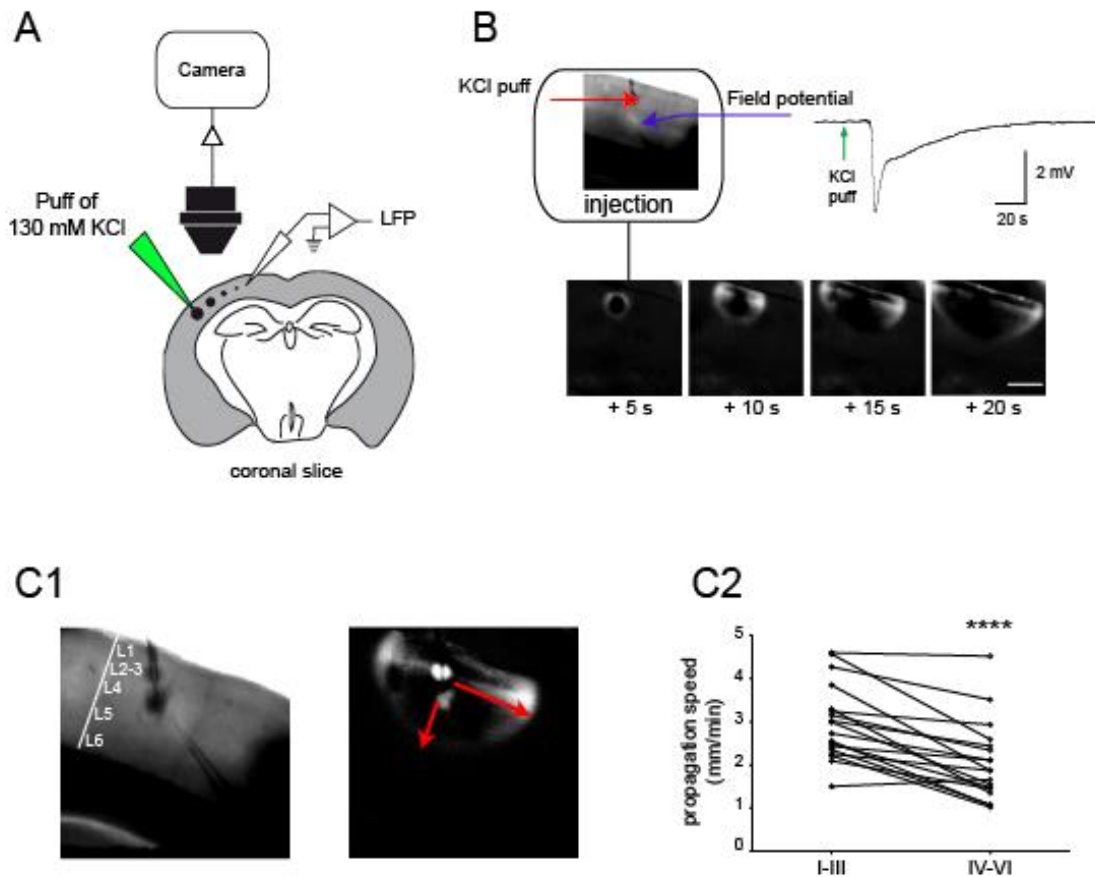 A
Camera
Puff of
130 mM KCl
LFP
coronal slice
B
KCl puff
Field potential
injection
KCl
puff
2 mV
20 s
+ 5 s
+ 10 s
+ 15 s
+ 20 s
C1
L1
L2-3
L4
L5
L6
C2
****
propagation speed
(mm/min)
5
4
3
2
1
0
I-III
IV-VI